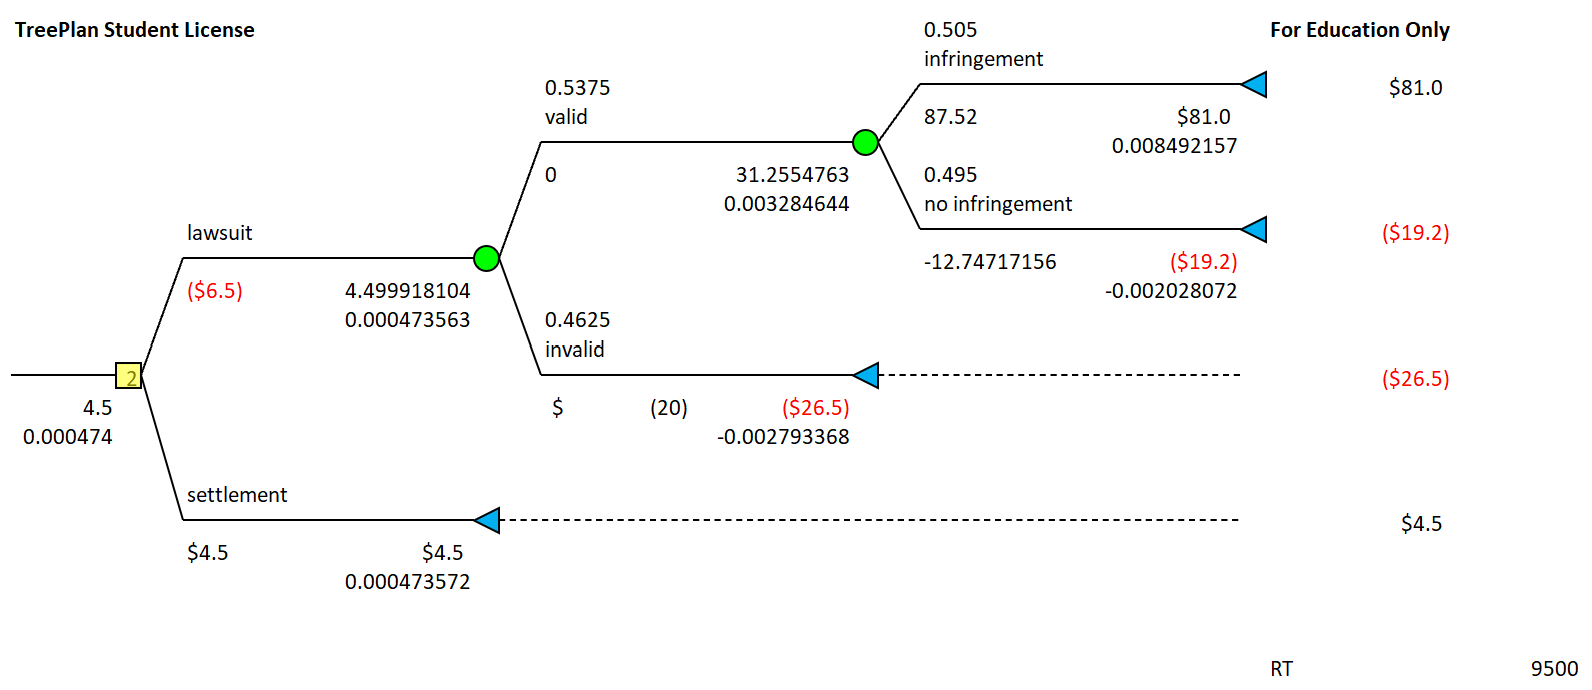 TreePlan Student License
For Education Only
0.505
infringement
$81.0
87.52 $81.0
0.008492157
0.5375
valid
0 31.2554763
0.003284644
0.495
no infringement
($19.2)
-12.74717156 ($19.2)
-0.002028072
lawsuit
($6.5) 4.499918104
0.000473563
0.4625
invalid
($26.5)
$ (20) ($26.5)
-0.002793368
2
4.5
0.000474
settlement
$4.5
$4.5 $4.5
0.000473572
RT 9500